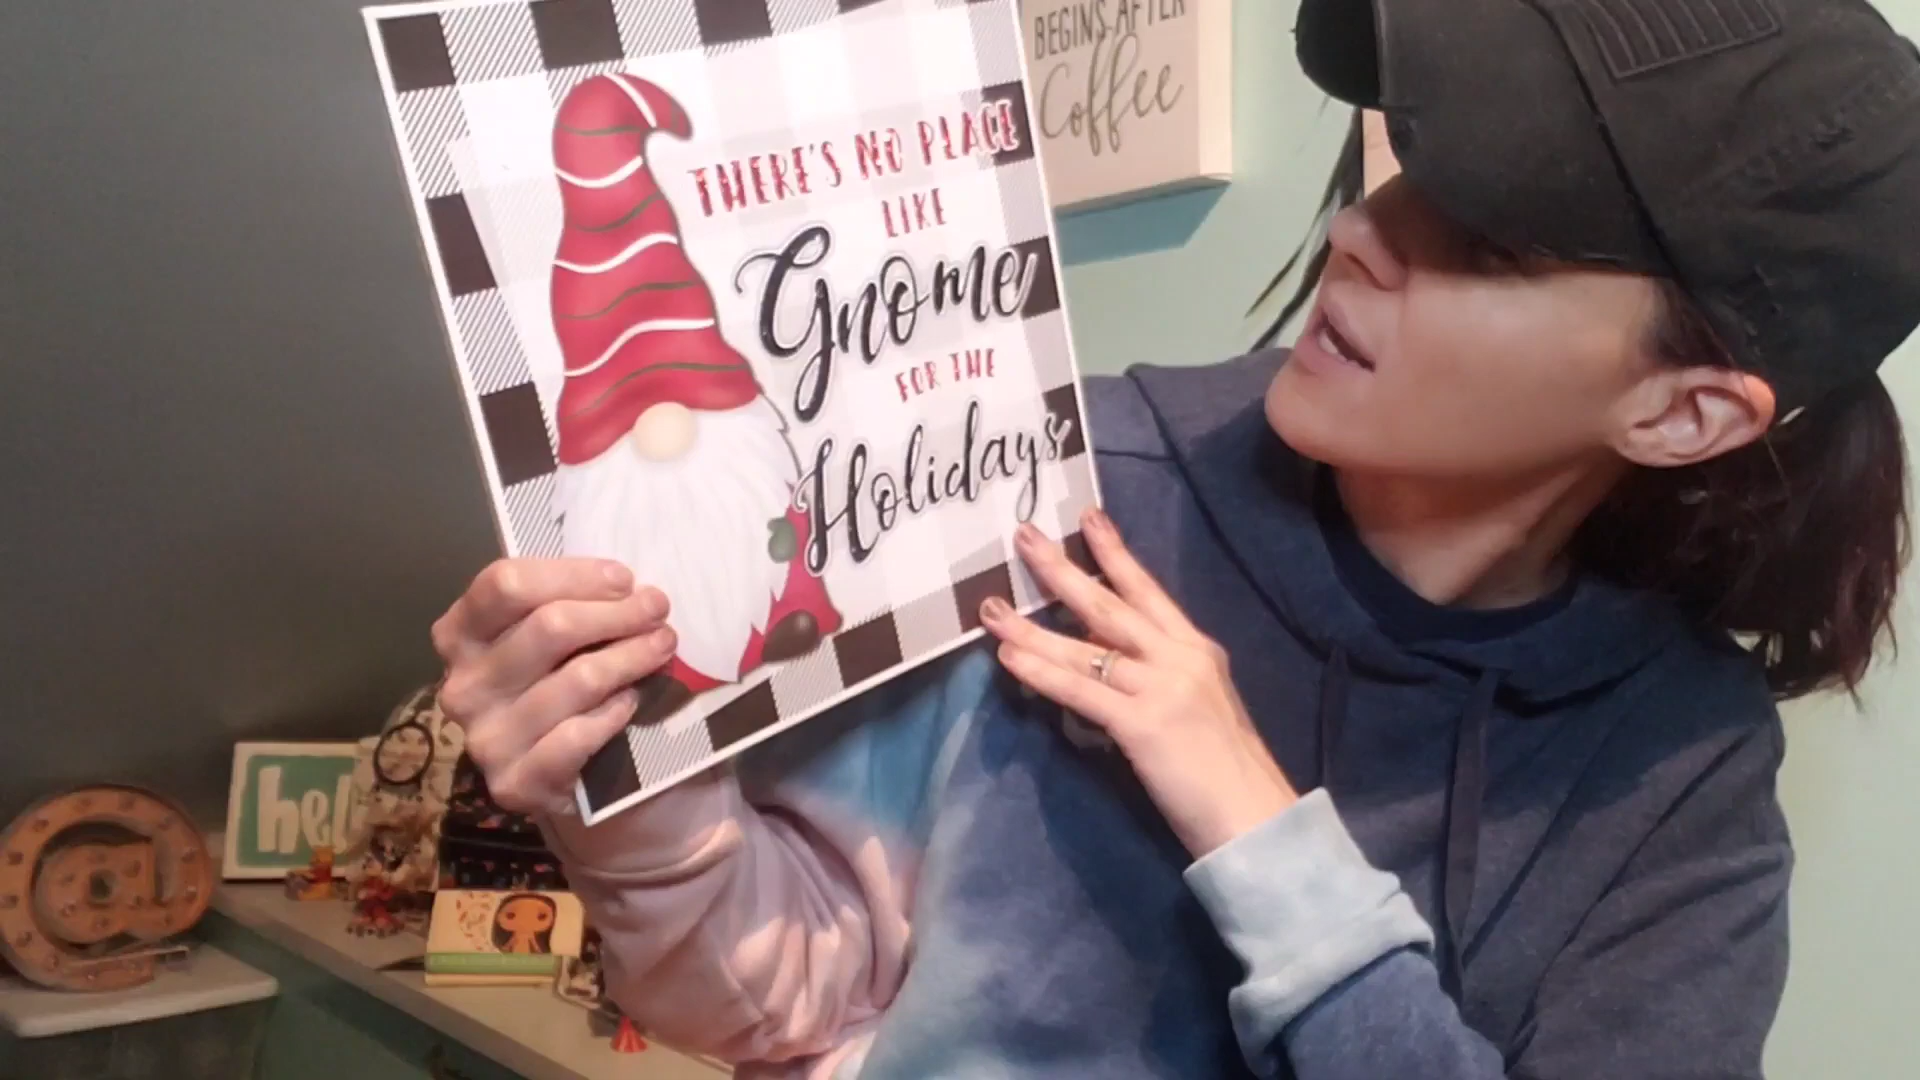 THERE'S NO PLACE
LIKE
Gnome
FOR THE
Holidays
BEGINS AFTER
Coffee
hel
@